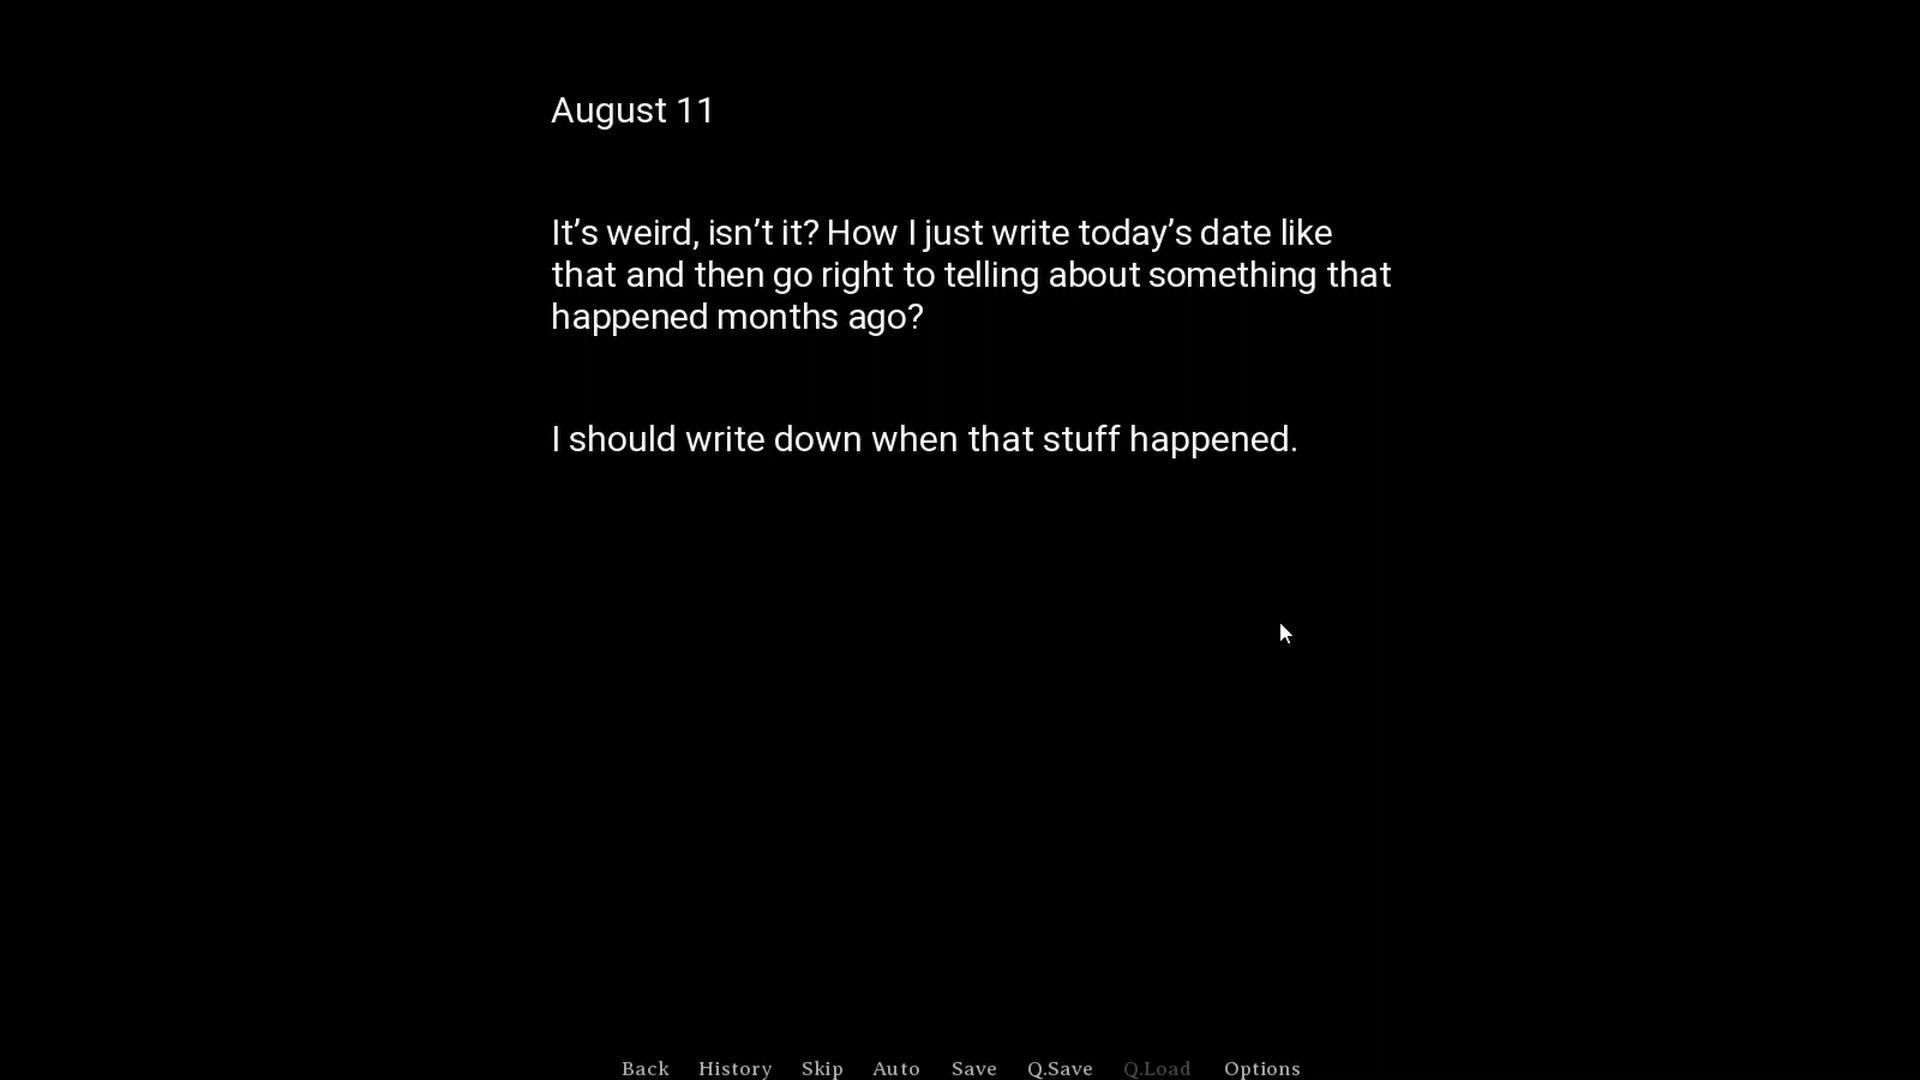 August 11
It’s weird, isn’t it? How I just write today’s date like
that and then go right to telling about something that
happened months ago?
I should write down when that stuff happened.
Back History Skip Auto Save Q.Save Q.Load Options